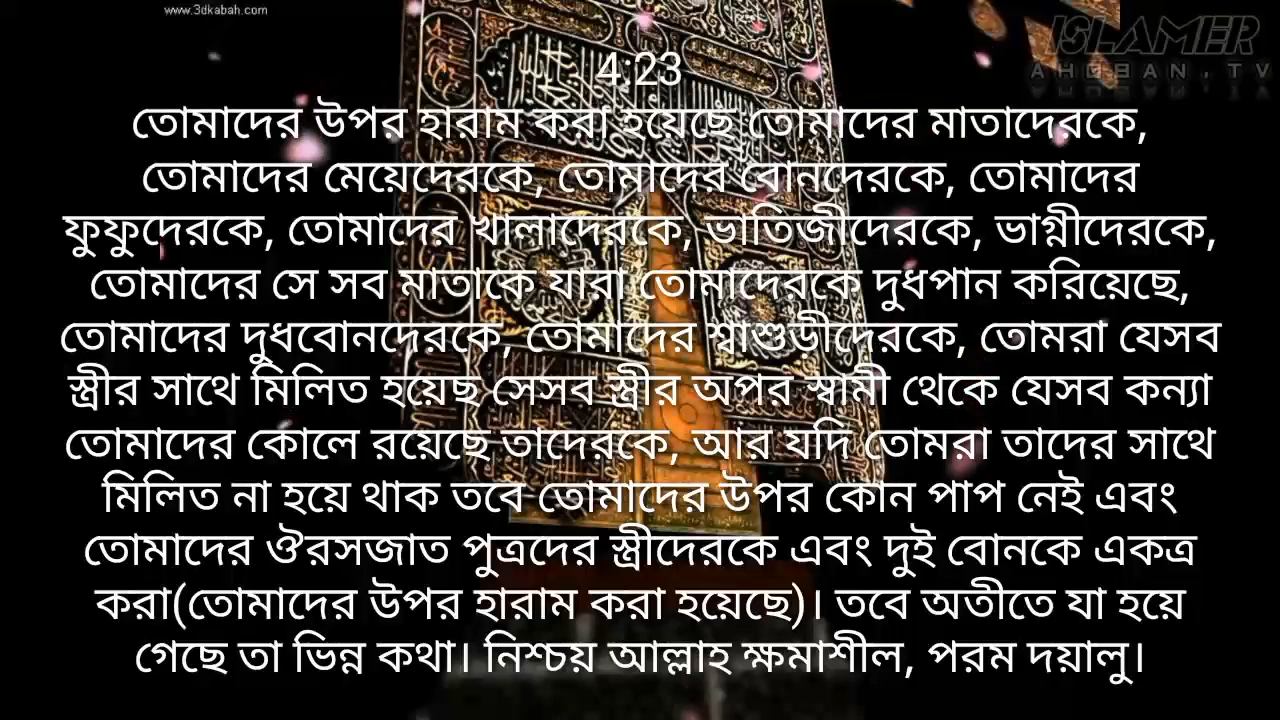 www.3dkabah.com
ISLAMER
AHOBAN.TV
4:23
তোমাদের উপর হারাম করা হয়েছে তোমাদের মাতাদেরকে,
তোমাদের মেয়েদেরকে, তোমাদের বোনদেরকে, তোমাদের
ফুফুদেরকে, তোমাদের খালাদেরকে, ভাতিজীদেরকে, ভাগ্নীদেরকে,
তোমাদের সে সব মাতাকে যারা তোমাদেরকে দুধপান করিয়েছে,
তোমাদের দুধবোনদেরকে, তোমাদের শ্বাশুড়ীদেরকে, তোমরা যেসব
স্ত্রীর সাথে মিলিত হয়েছ সেসব স্ত্রীর অপর স্বামী থেকে যেসব কন্যা
তোমাদের কোলে রয়েছে তাদেরকে, আর যদি তোমরা তাদের সাথে
মিলিত না হয়ে থাক তবে তোমাদের উপর কোন পাপ নেই এবং
তোমাদের ঔরসজাত পুত্রদের স্ত্রীদেরকে এবং দুই বোনকে একত্র
করা(তোমাদের উপর হারাম করা হয়েছে)। তবে অতীতে যা হয়ে
গেছে তা ভিন্ন কথা। নিশ্চয় আল্লাহ ক্ষমাশীল, পরম দয়ালু।